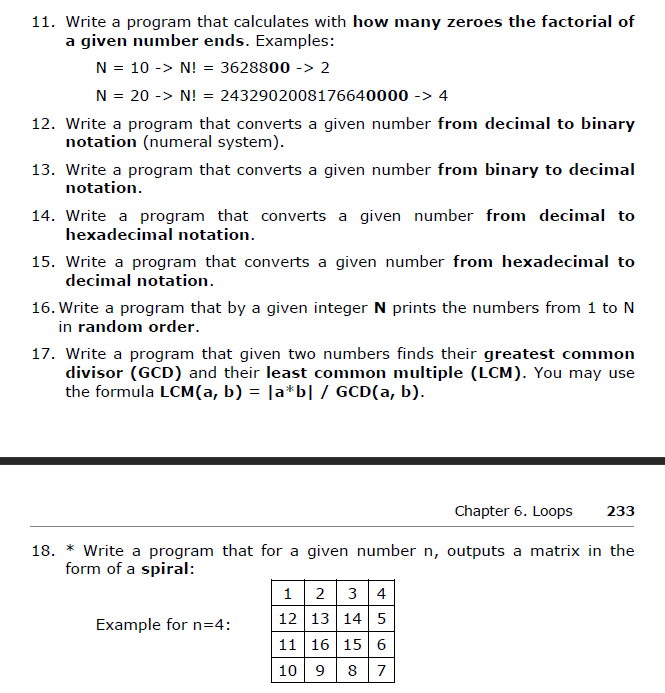 11. Write a program that calculates with how many zeroes the factorial of
a given number ends. Examples:
N = 10 -> N! = 3628800 -> 2
N = 20 -> N! = 2432902008176640000 -> 4
12. Write a program that converts a given number from decimal to binary
notation (numeral system).
13. Write a program that converts a given number from binary to decimal
notation.
14. Write a program that converts a given number from decimal to
hexadecimal notation.
15. Write a program that converts a given number from hexadecimal to
decimal notation.
16. Write a program that by a given integer N prints the numbers from 1 to N
in random order.
17. Write a program that given two numbers finds their greatest common
divisor (GCD) and their least common multiple (LCM). You may use
the formula LCM(a, b) = |a*b| / GCD(a, b).
Chapter 6. Loops 233
18. * Write a program that for a given number n, outputs a matrix in the
form of a spiral:
Example for n=4:
1 2 3 4
12 13 14 5
11 16 15 6
10 9 8 7